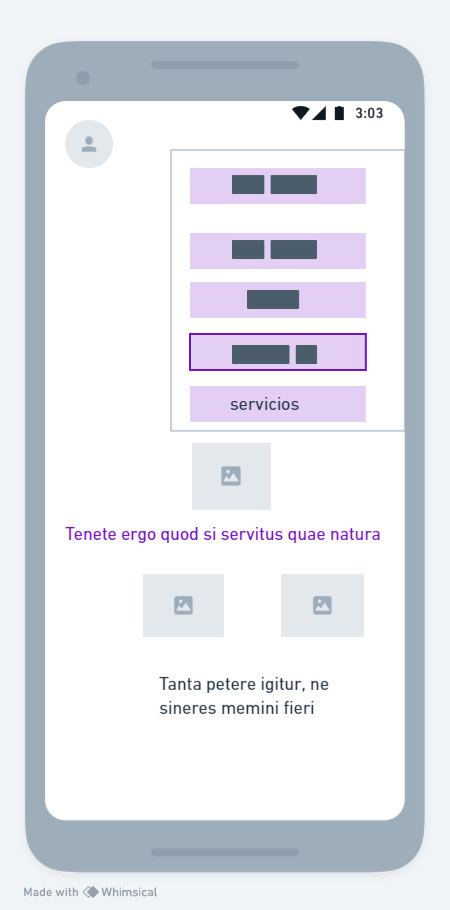 3:03
servicios
Tenete ergo quod si servitus quae natura
Tanta petere igitur, ne
sineres memini fieri
Made with Whimsical